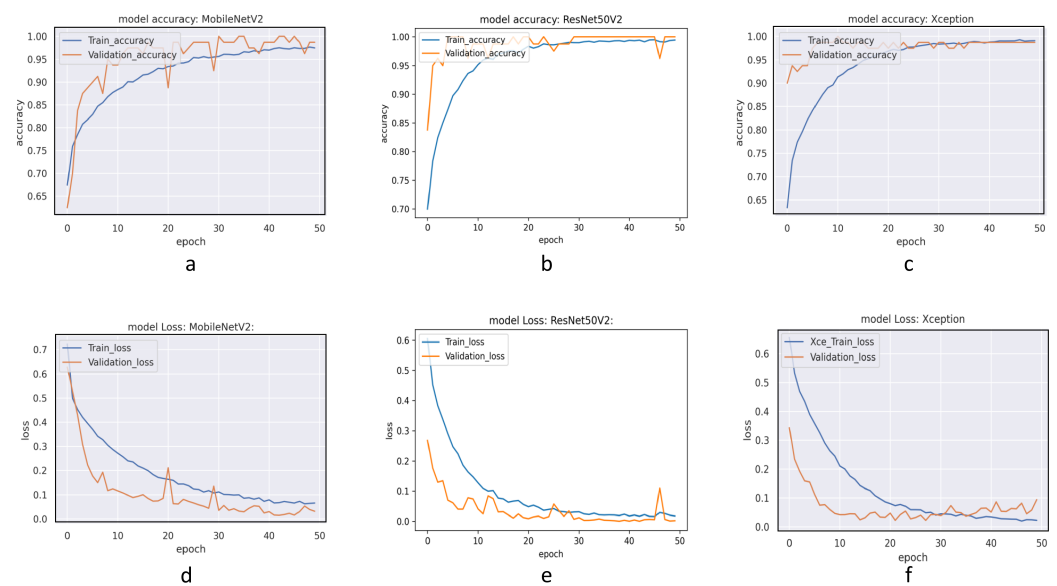 model accuracy: MobileNetV2
1.00
0.95
0.90
0.85
0.80
0.75
0.70
0.65
accuracy
Train_accuracy
Validation_accuracy
0 10 20 30 40 50
epoch
a
model accuracy: ResNet50V2
1.00
0.95
0.90
0.85
0.80
0.75
0.70
accuracy
Train_accuracy
Validation_accuracy
0 10 20 30 40 50
epoch
b
model accuracy: Xception
1.00
0.95
0.90
0.85
0.80
0.75
0.70
0.65
accuracy
Train_accuracy
Validation_accuracy
0 10 20 30 40 50
epoch
c
model Loss: MobileNetV2:
0.7
0.6
0.5
0.4
0.3
0.2
0.1
0.0
loss
Train_loss
Validation_loss
0 10 20 30 40 50
epoch
d
model Loss: ResNet50V2:
0.6
0.5
0.4
0.3
0.2
0.1
0.0
loss
Train_loss
Validation_loss
0 10 20 30 40 50
epoch
e
model Loss: Xception
0.6
0.5
0.4
0.3
0.2
0.1
0.0
loss
Xce_Train_loss
Validation_loss
0 10 20 30 40 50
epoch
f